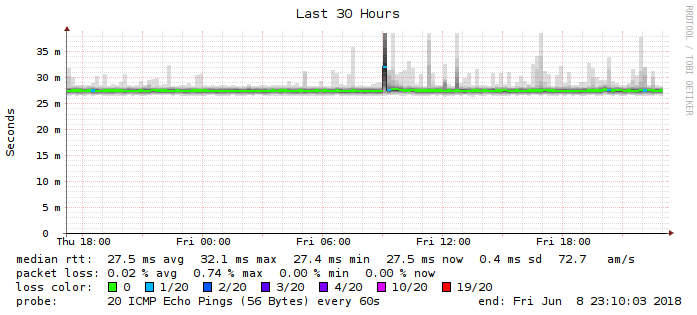 Last 30 Hours
RRDTOOL / TOBI OETIKER
Seconds
35 m
30 m
25 m
20 m
15 m
10 m
5 m
0
Thu 18:00 Fri 00:00 Fri 06:00 Fri 12:00 Fri 18:00
median rtt: 27.5 ms avg 32.1 ms max 27.4 ms min 27.5 ms now 0.4 ms sd 72.7 am/s
packet loss: 0.02 % avg 0.74 % max 0.00 % min 0.00 % now
loss color: 0 1/20 2/20 3/20 4/20 10/20 19/20
probe: 20 ICMP Echo Pings (56 Bytes) every 60s end: Fri Jun 8 23:10:03 2018